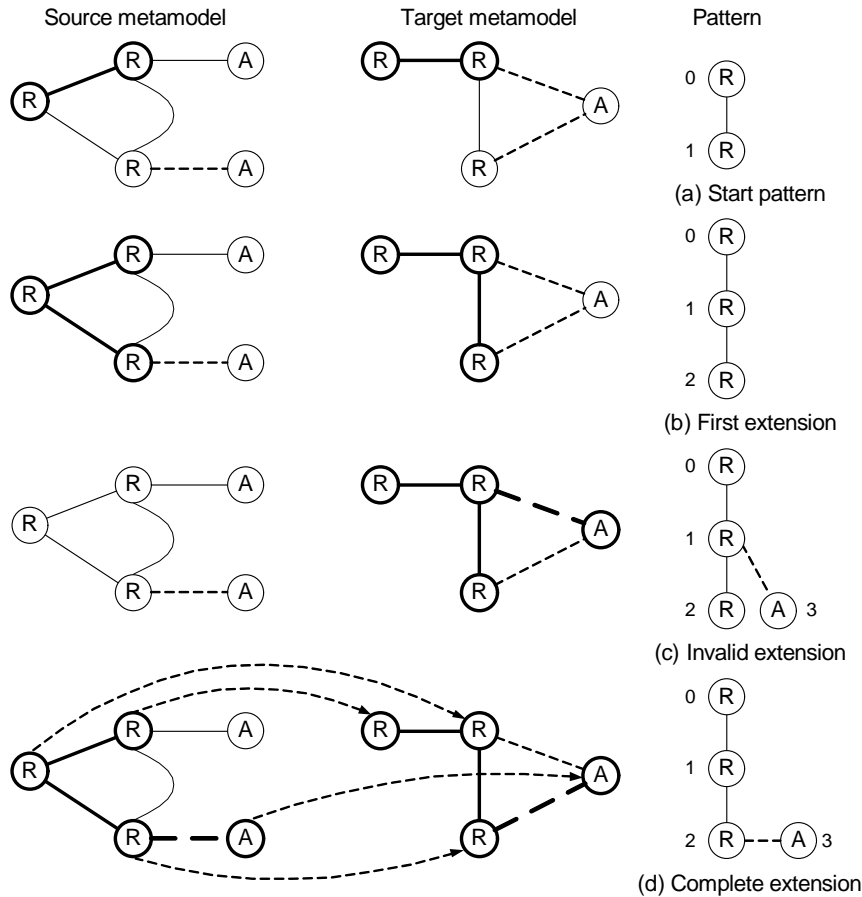 Source metamodel Target metamodel Pattern
R A R R 0 R
R A
R A R 1 R
(a) Start pattern
R A R R 0 R
R A 1 R
R A R 2 R
(b) First extension
R A R R 0 R
R A 1 R
R A R 2 R A 3
(c) Invalid extension
R A R R 0 R
R A 1 R
R A R 2 R A 3
(d) Complete extension